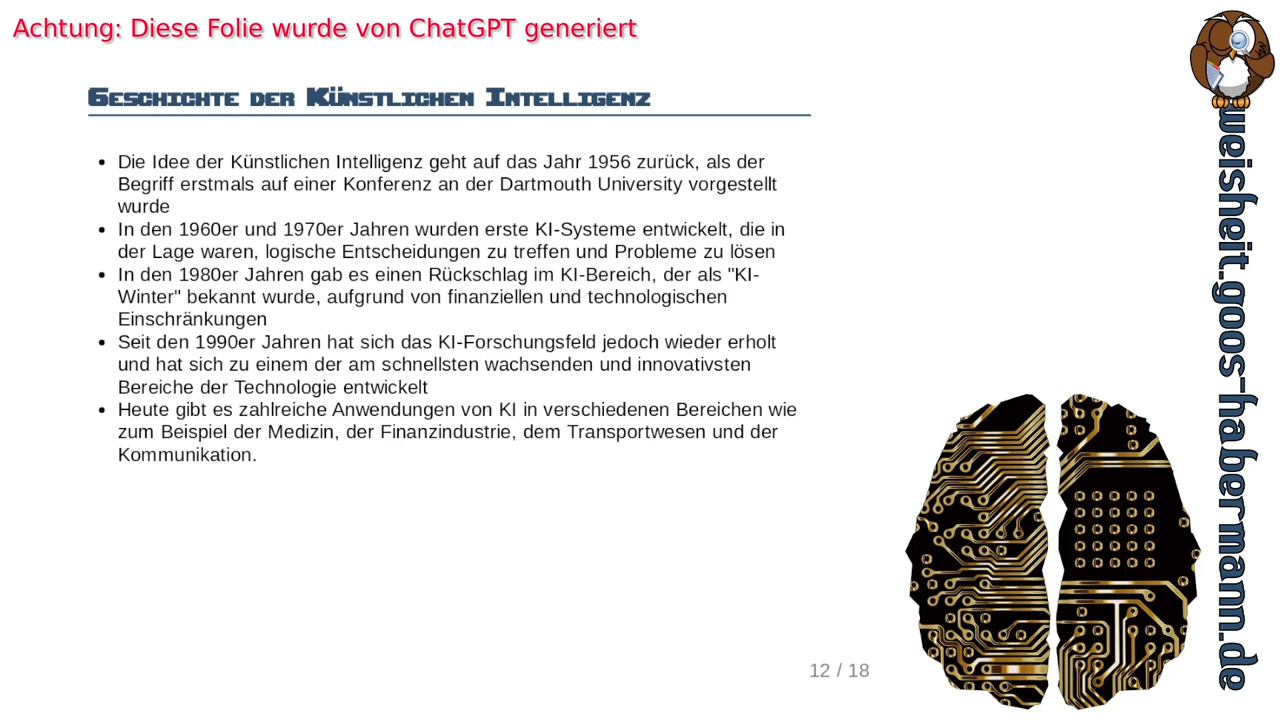 Achtung: Diese Folie wurde von ChatGPT generiert
Geschichte der Künstlichen Intelligenz
• Die Idee der Künstlichen Intelligenz geht auf das Jahr 1956 zurück, als der
Begriff erstmals auf einer Konferenz an der Dartmouth University vorgestellt
wurde
• In den 1960er und 1970er Jahren wurden erste KI-Systeme entwickelt, die in
der Lage waren, logische Entscheidungen zu treffen und Probleme zu lösen
• In den 1980er Jahren gab es einen Rückschlag im KI-Bereich, der als "KI-
Winter" bekannt wurde, aufgrund von finanziellen und technologischen
Einschränkungen
• Seit den 1990er Jahren hat sich das KI-Forschungsfeld jedoch wieder erholt
und hat sich zu einem der am schnellsten wachsenden und innovativsten
Bereiche der Technologie entwickelt
• Heute gibt es zahlreiche Anwendungen von KI in verschiedenen Bereichen wie
zum Beispiel der Medizin, der Finanzindustrie, dem Transportwesen und der
Kommunikation.
12 / 18
weisheit.goos-habermann.de